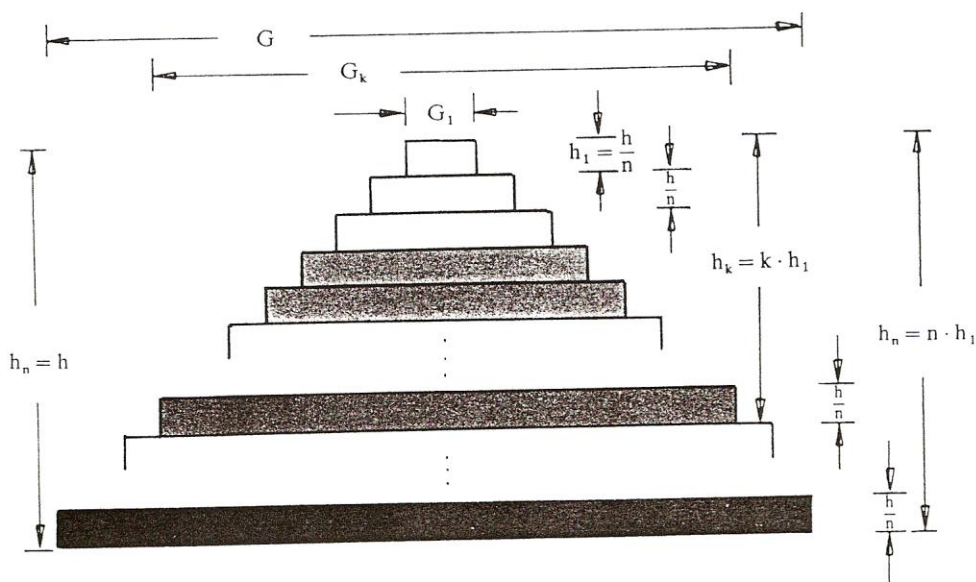 G
G_k
G_1
h_1 = h/n
h/n
h_k = k · h_1
h_n = h
h_n = n · h_1
h/n
h/n